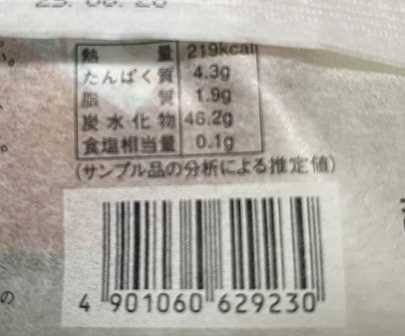 熱量 219kcal
たんぱく質 4.3g
脂質 1.9g
炭水化物 46.2g
食塩相当量 0.1g
(サンプル品の分析による推定値)
の
4 901060 629230